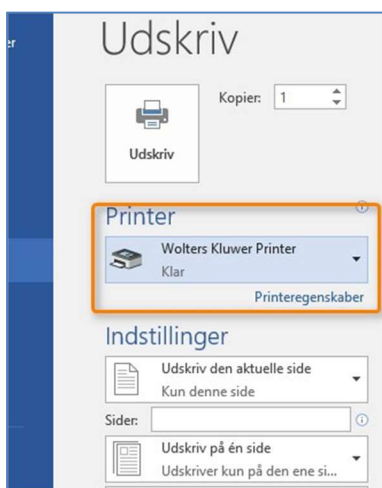 er
Udskriv
Kopier: 1
Udskriv
Printer
Wolters Kluwer Printer
Klar
Printeregenskaber
Indstillinger
Udskriv den aktuelle side
Kun denne side
Sider:
Udskriv på én side
Udskriver kun på den ene si...